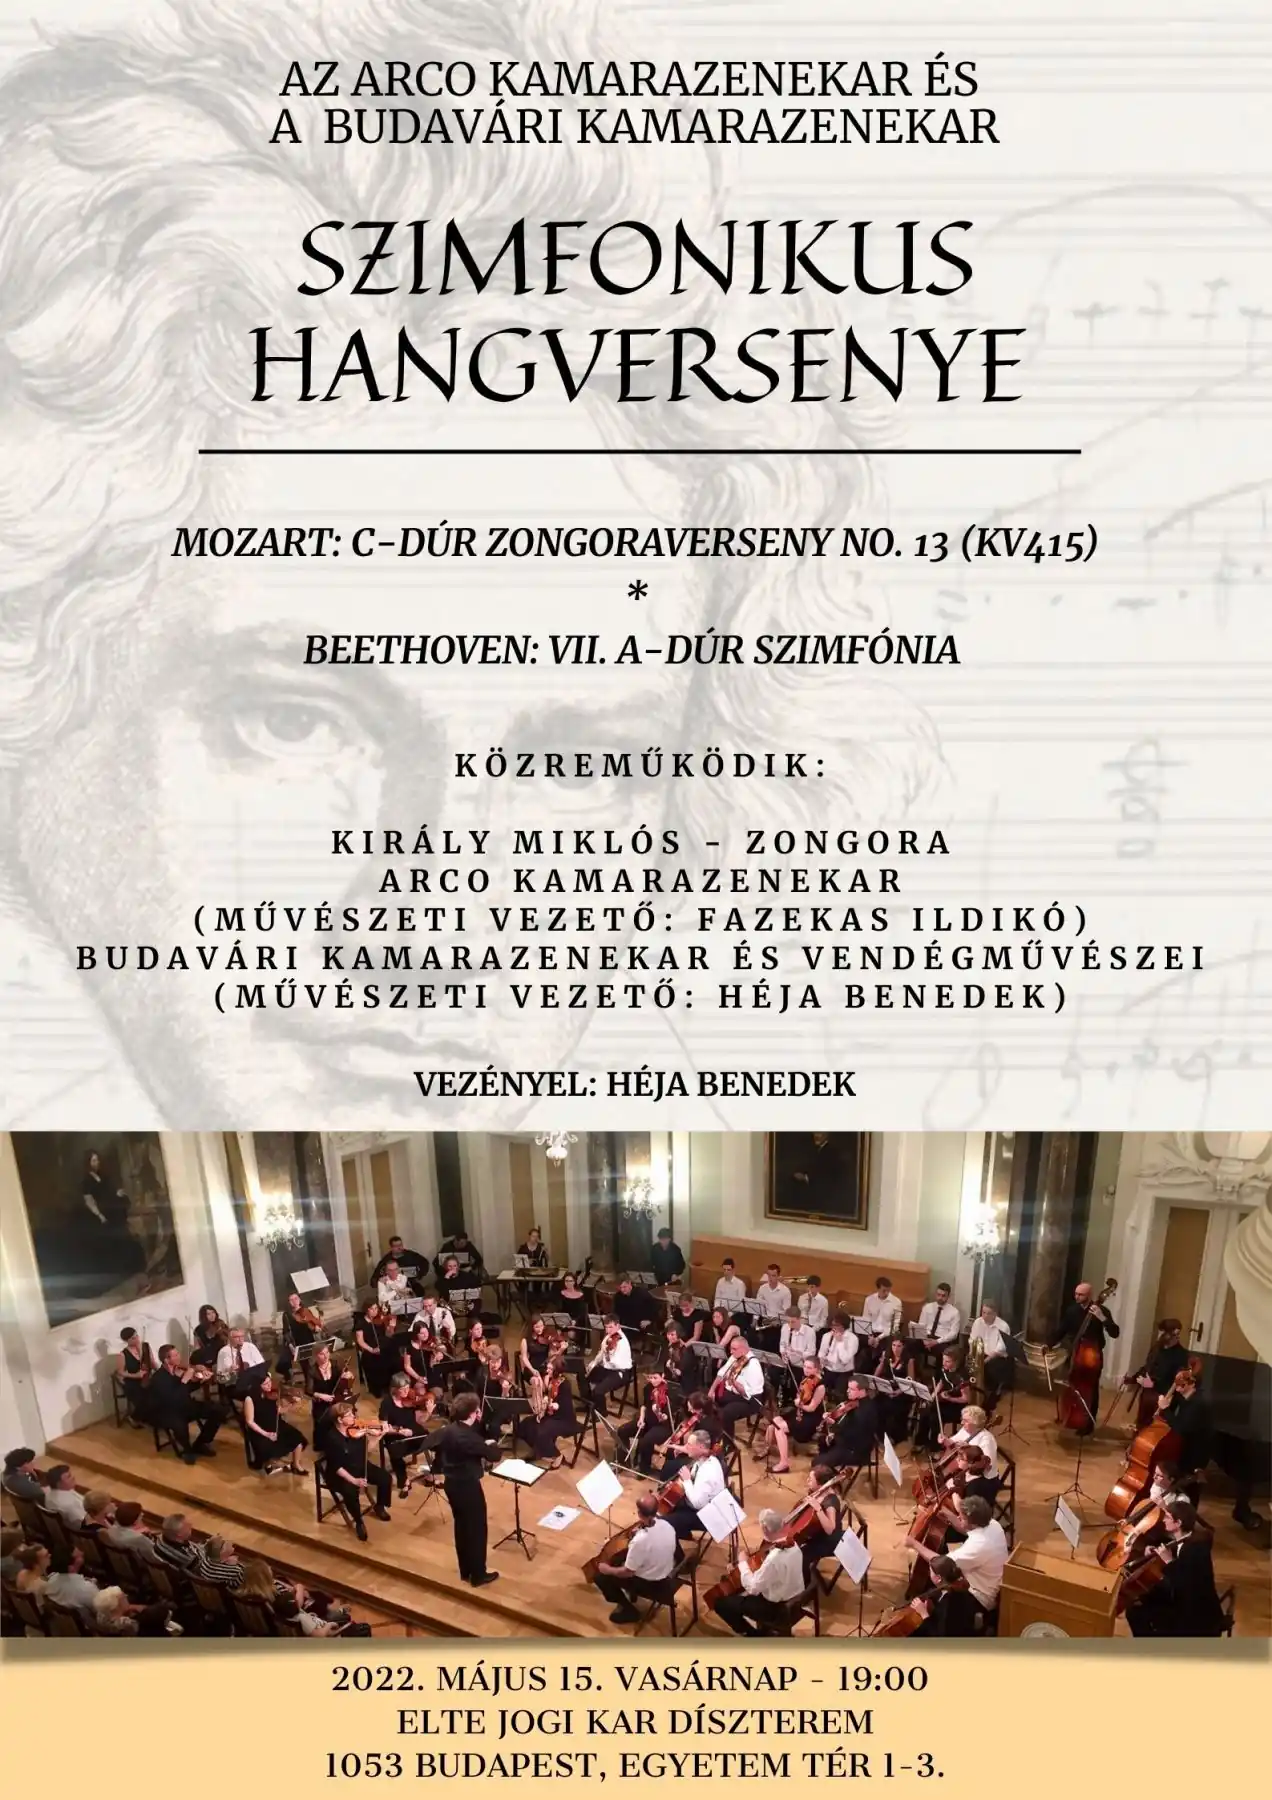 AZ ARCO KAMARAZENEKAR ÉS
A BUDAVÁRI KAMARAZENEKAR
SZIMFONIKUS
HANGVERSENYE
MOZART: C-DÚR ZONGORAVERSENY NO. 13 (KV415)
*
BEETHOVEN: VII. A-DÚR SZIMFÓNIA
KÖZREMŰKÖDIK:
KIRÁLY MIKLÓS - ZONGORA
ARCO KAMARAZENEKAR
(MŰVÉSZETI VEZETŐ: FAZEKAS ILDIKÓ)
BUDAVÁRI KAMARAZENEKAR ÉS VENDÉGMŰVÉSZEI
(MŰVÉSZETI VEZETŐ: HÉJA BENEDEK)
VEZÉNYEL: HÉJA BENEDEK
2022. MÁJUS 15. VASÁRNAP - 19:00
ELTE JOGI KAR DÍSZTEREM
1053 BUDAPEST, EGYETEM TÉR 1-3.